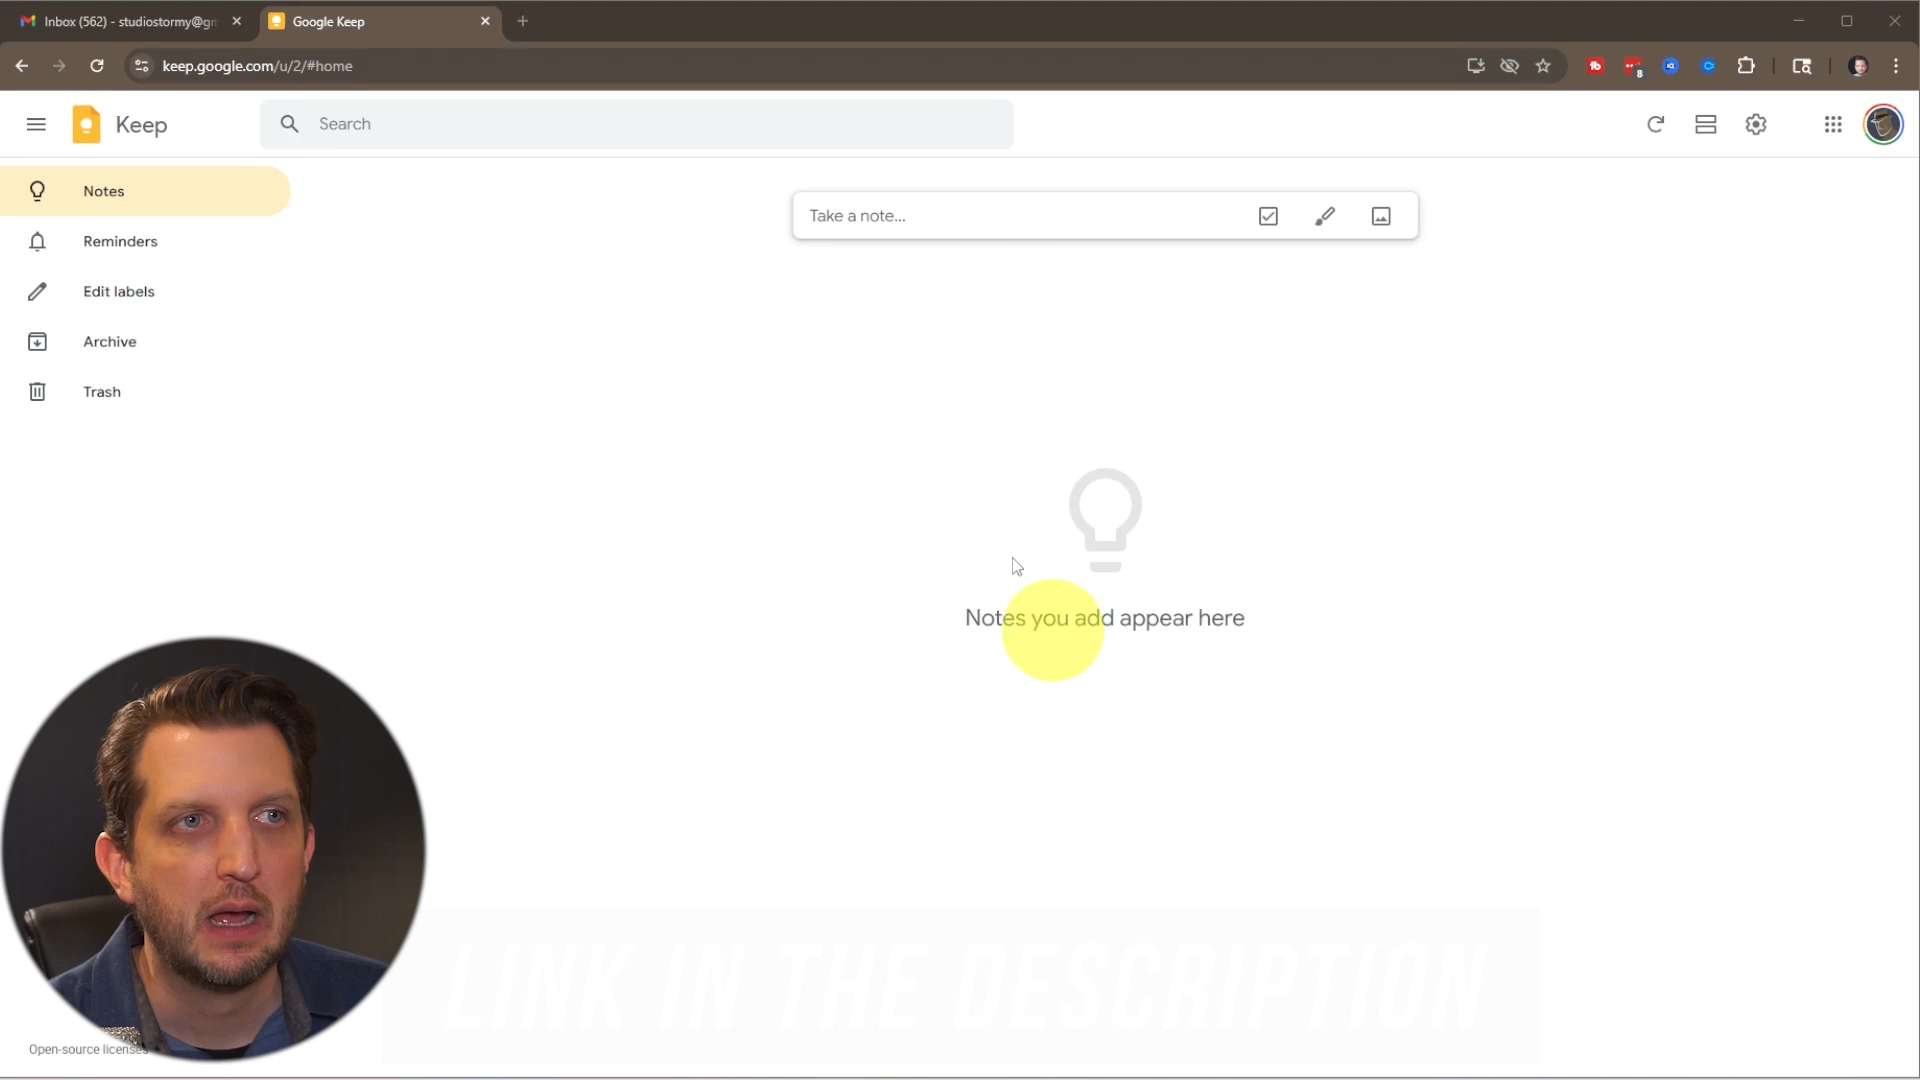 Inbox (562) - studiostormy@gm
Google Keep
keep.google.com/u/2/#home
8
Keep
Search
Notes
Take a note...
Reminders
Edit labels
Archive
Trash
Notes you add appear here
LINK IN THE DESCRIPTION
Open-source licenses